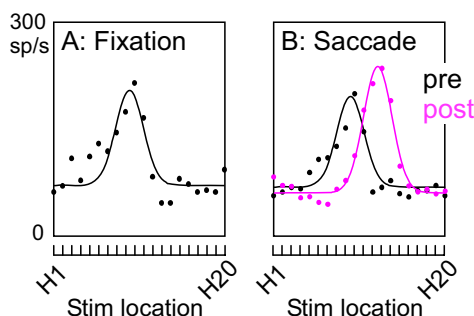 300
sp/s
0
A: Fixation
H1
H20
Stim location
B: Saccade
pre
post
H1
H20
Stim location